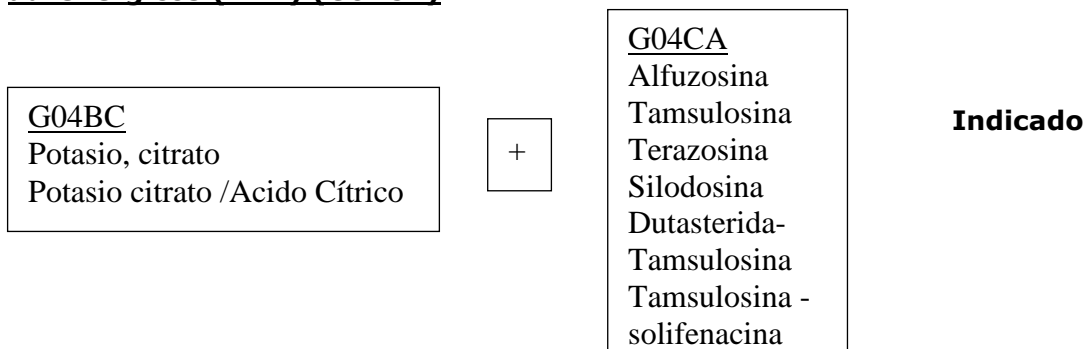 G04BC
Potasio, citrato
Potasio citrato /Acido Cítrico
+
G04CA
Alfuzosina
Tamsulosina
Terazosina
Silodosina
Dutasterida-
Tamsulosina
Tamsulosina -
solifenacina
Indicado